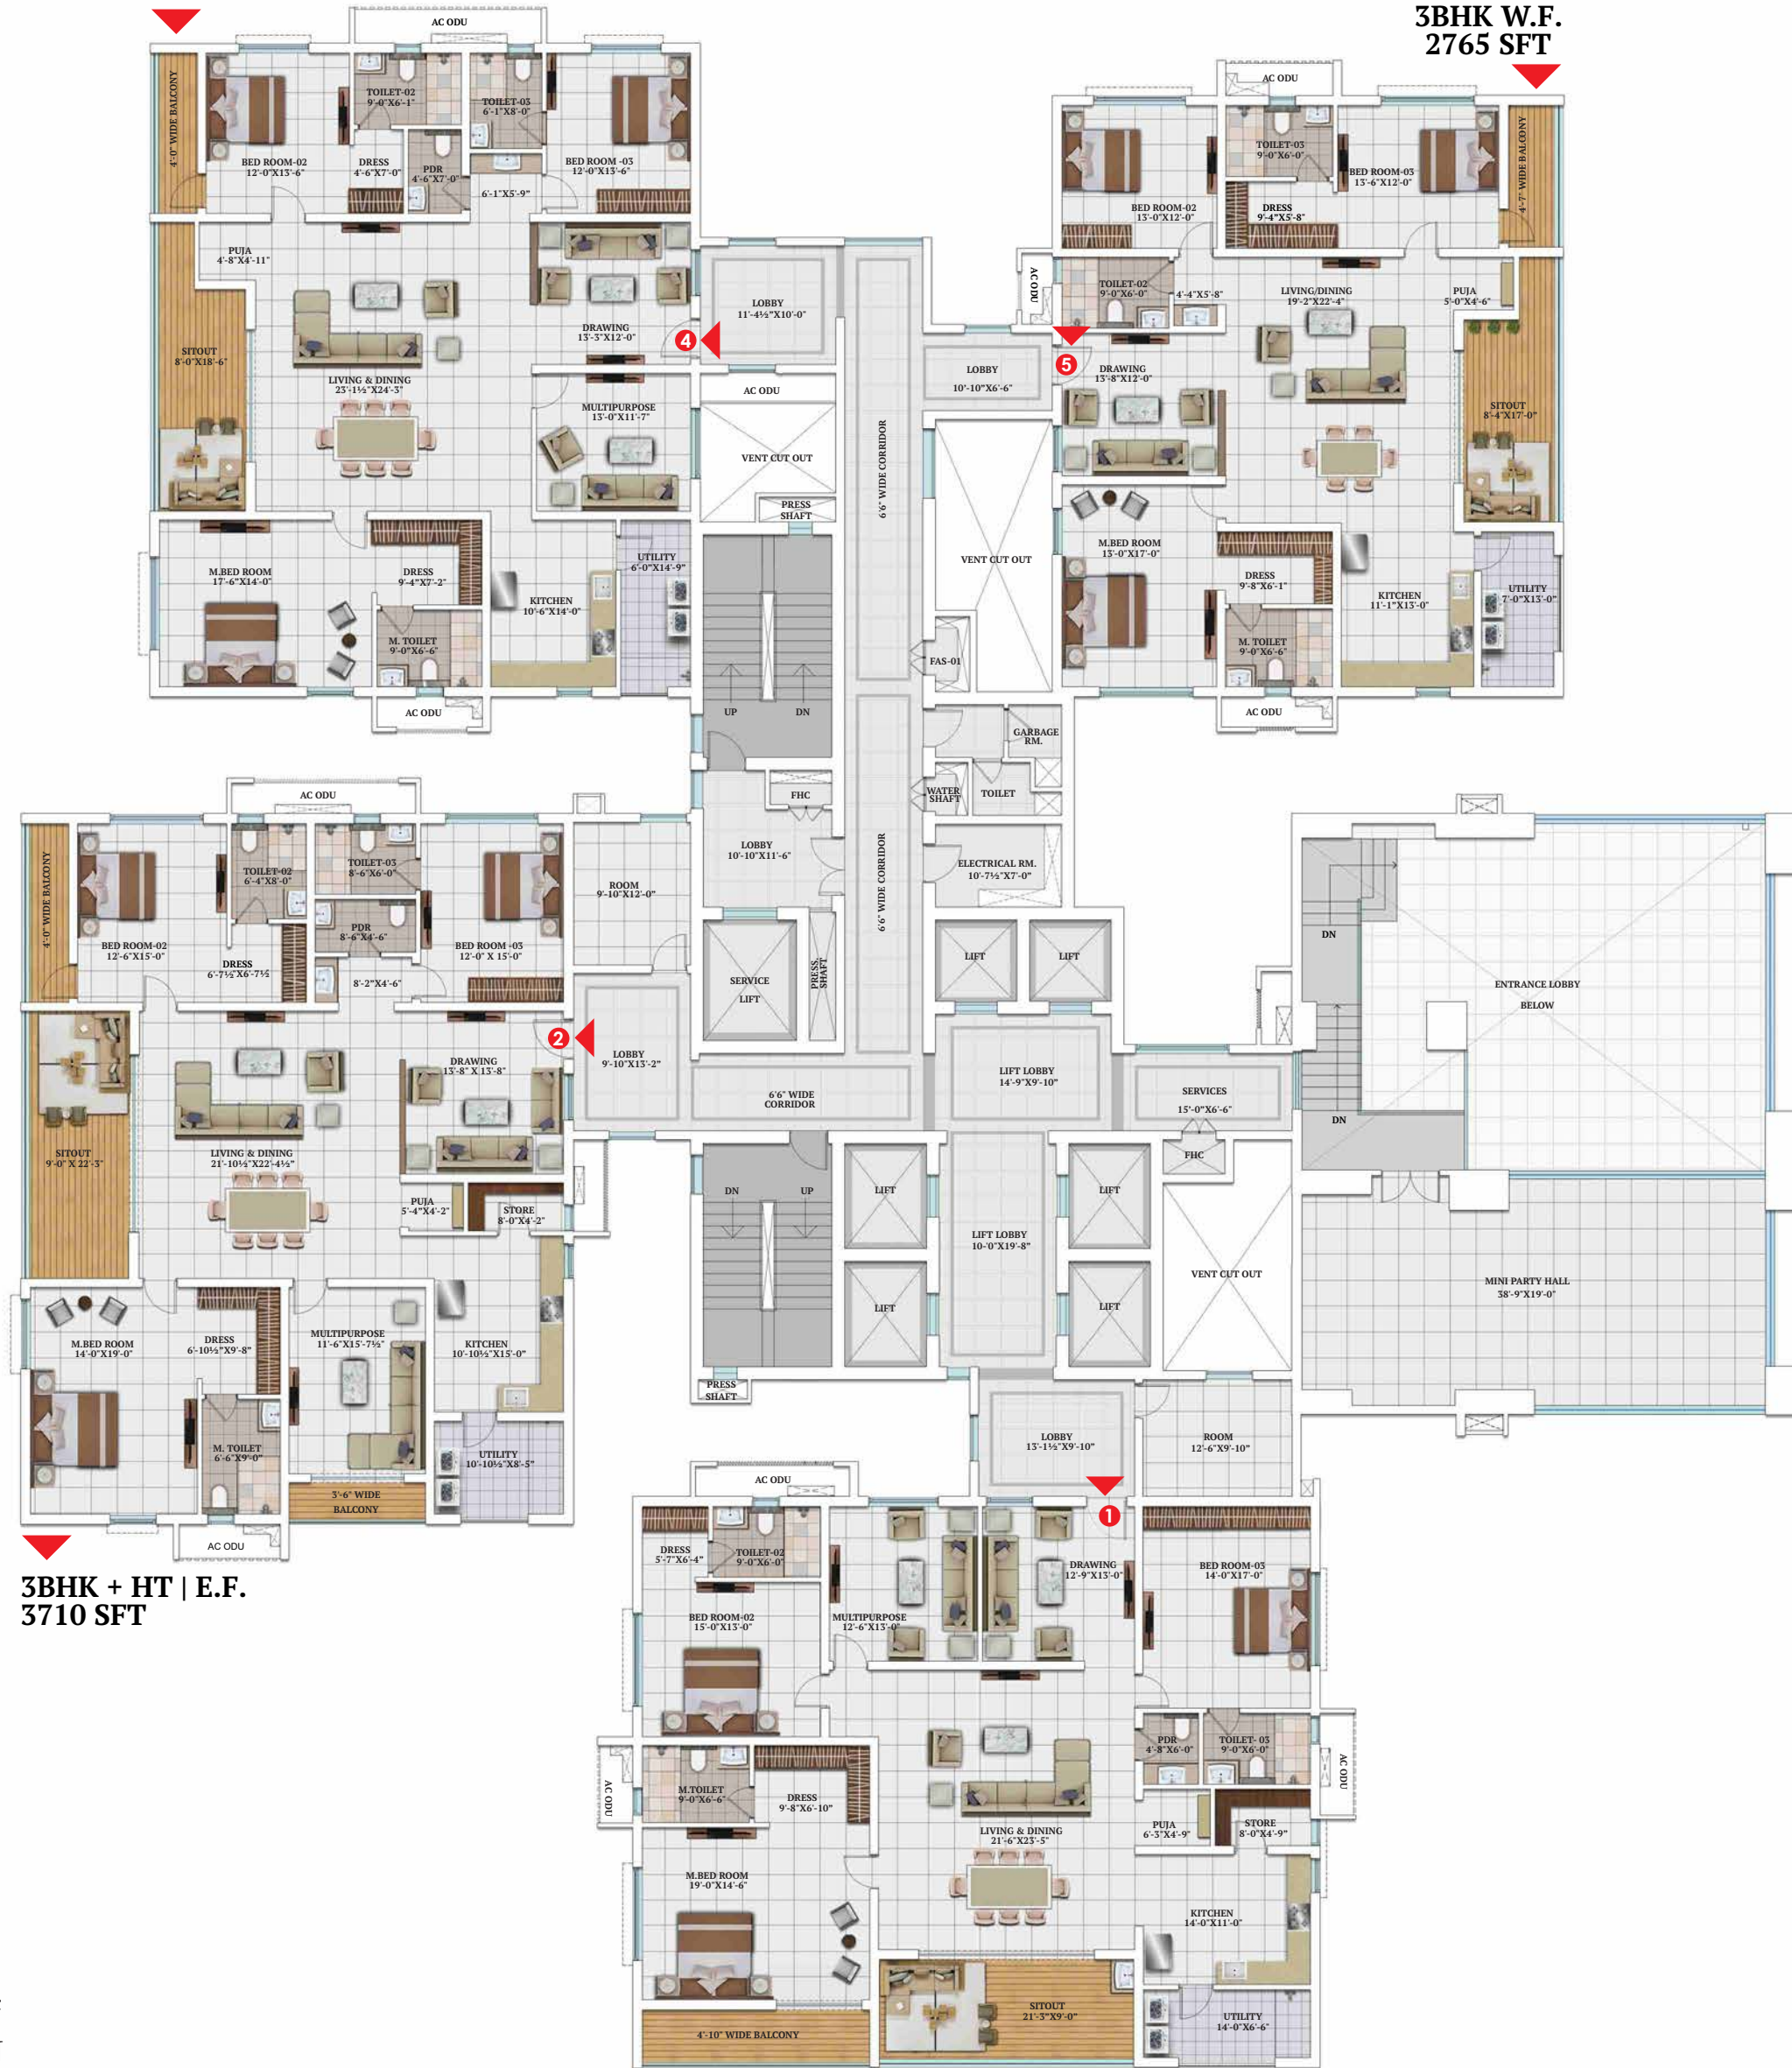 3BHK W.F.
2765 SFT
AC ODU
4'-0" WIDE BALCONY
BED ROOM-02
12'-0"X13'-6"
TOILET-02
9'-0"X6'-1"
DRESS
4'-6"X7'-0"
PDR
4'-6"X7'-0"
TOILET-03
6'-1"X8'-0"
6'-1"X5'-9"
BED ROOM -03
12'-0"X13'-6"
PUJA
4'-8"X4'-11"
SITOUT
8'-0"X18'-6"
LIVING & DINING
23'-1½"X24'-3"
DRAWING
13'-3"X12'-0"
4
MULTIPURPOSE
13'-0"X11'-7"
M.BED ROOM
17'-6"X14'-0"
DRESS
9'-4"X7'-2"
M. TOILET
9'-0"X6'-6"
KITCHEN
10'-6"X14'-0"
UTILITY
6'-0"X14'-9"
AC ODU
LOBBY
11'-4½"X10'-0"
AC ODU
VENT CUT OUT
PRESS
SHAFT
UP
DN
6'6" WIDE CORRIDOR
LOBBY
10'-10"X6'-6"
VENT CUT OUT
FAS-01
AC ODU
BED ROOM-02
13'-0"X12'-0"
TOILET-03
9'-0"X6'-0"
DRESS
9'-4"X5'-8"
BED ROOM-03
13'-6"X12'-0"
4'-7" WIDE BALCONY
AC ODU
TOILET-02
9'-0"X6'-0"
4'-4"X5'-8"
LIVING/DINING
19'-2"X22'-4"
PUJA
5'-0"X4'-6"
5
DRAWING
13'-8"X12'-0"
SITOUT
8'-4"X17'-0"
M.BED ROOM
13'-0"X17'-0"
DRESS
9'-8"X6'-1"
M. TOILET
9'-0"X6'-6"
KITCHEN
11'-1"X13'-0"
UTILITY
7'-0"X13'-0"
AC ODU
GARBAGE
RM.
WATER
SHAFT
TOILET
FHC
LOBBY
10'-10"X11'-6"
6'6" WIDE CORRIDOR
ELECTRICAL RM.
10'-7½"X7'-0"
SERVICE
LIFT
PRESS.
SHAFT
LIFT
LIFT
AC ODU
4'-0" WIDE BALCONY
BED ROOM-02
12'-6"X15'-0"
TOILET-02
6'-4"X8'-0"
TOILET-03
8'-6"X6'-0"
PDR
8'-6"X4'-6"
DRESS
6'-7½"X6'-7½
8'-2"X4'-6"
BED ROOM -03
12'-0" X 15'-0"
ROOM
9'-10"X12'-0"
2
LOBBY
9'-10"X13'-2"
DRAWING
13'-8" X 13'-8"
SITOUT
9'-0" X 22'-3"
LIVING & DINING
21'-10½"X22'-4½"
PUJA
5'-4"X4'-2"
STORE
8'-0"X4'-2"
M.BED ROOM
14'-0"X19'-0"
DRESS
6'-10½"X9'-8"
MULTIPURPOSE
11'-6"X15'-7½"
KITCHEN
10'-10½"X15'-0"
M. TOILET
6'-6"X9'-0"
UTILITY
10'-10½"X8'-5"
3'-6" WIDE
BALCONY
AC ODU
3BHK + HT | E.F.
3710 SFT
6'6" WIDE
CORRIDOR
LIFT LOBBY
14'-9"X9'-10"
SERVICES
15'-0"X6'-6"
FHC
DN
UP
LIFT
LIFT
LIFT LOBBY
10-'0"X19'-8"
LIFT
LIFT
VENT CUT OUT
PRESS
SHAFT
DN
DN
ENTRANCE LOBBY
BELOW
MINI PARTY HALL
38'-9"X19'-0"
LOBBY
13'-1½"X9'-10"
ROOM
12'-6"X9'-10"
1
AC ODU
DRESS
5'-7"X6'-4"
TOILET-02
9'-0"X6'-0"
BED ROOM-02
15'-0"X13'-0"
MULTIPURPOSE
12'-6"X13'-0"
DRAWING
12'-9"X13'-0"
BED ROOM-03
14'-0"X17'-0"
PDR
4'-8"X6'-0"
TOILET- 03
9'-0"X6'-0"
AC ODU
AC ODU
M.TOILET
9'-0"X6'-6"
DRESS
9'-8"X6'-10"
PUJA
6'-3"X4'-9"
STORE
8'-0"X4'-9"
LIVING & DINING
21'-6"X23'-5"
M.BED ROOM
19'-0"X14'-6"
KITCHEN
14'-0"X11'-0"
SITOUT
21'-3"X9'-0"
UTILITY
14'-0"X6'-6"
4'-10" WIDE BALCONY